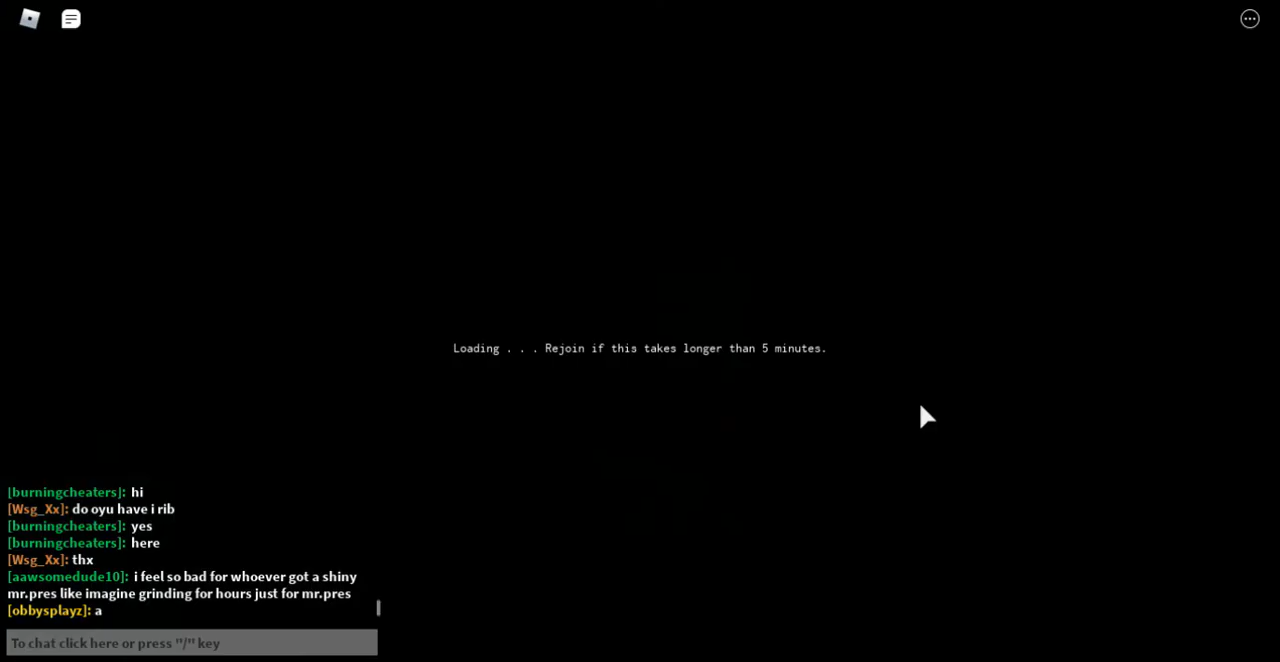 Loading . . . Rejoin if this takes longer than 5 minutes.
[burningcheaters]: hi
[Wsg_Xx]: do oyu have i rib
[burningcheaters]: yes
[burningcheaters]: here
[Wsg_Xx]: thx
[aawsomedude10]: i feel so bad for whoever got a shiny
mr.pres like imagine grinding for hours just for mr.pres
[obbysplayz]: a
To chat click here or press "/" key